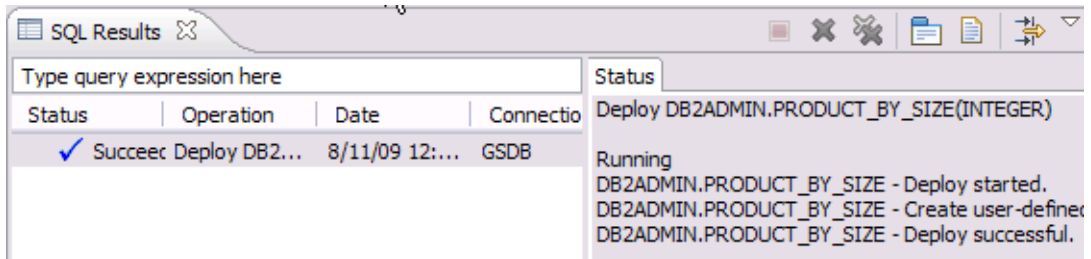 SQL Results
Type query expression here
Status Operation Date Connectio
Succeec Deploy DB2... 8/11/09 12:... GSDB
Status
Deploy DB2ADMIN.PRODUCT_BY_SIZE(INTEGER)
Running
DB2ADMIN.PRODUCT_BY_SIZE - Deploy started.
DB2ADMIN.PRODUCT_BY_SIZE - Create user-defined
DB2ADMIN.PRODUCT_BY_SIZE - Deploy successful.